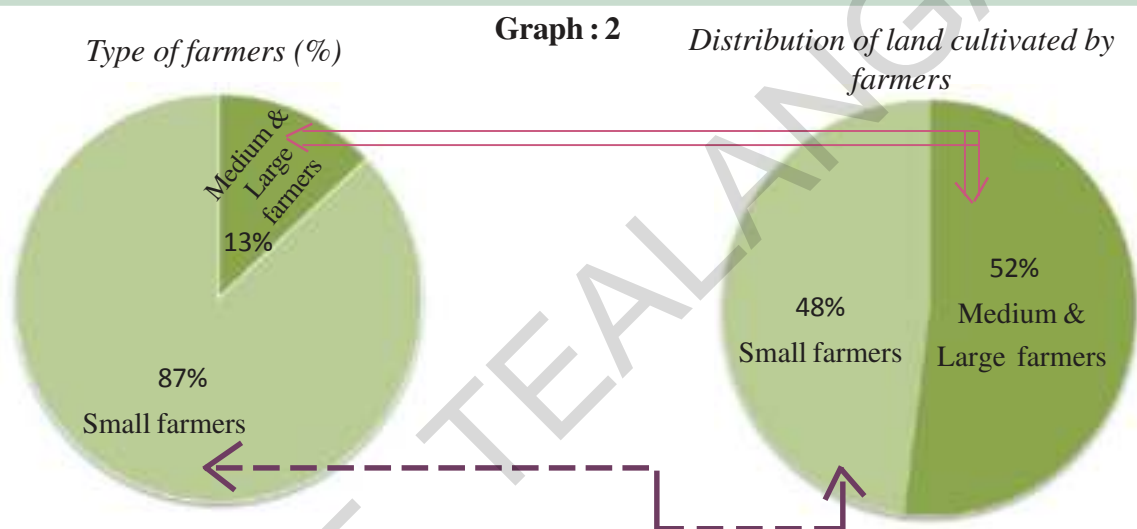 Graph : 2
Type of farmers (%)
Distribution of land cultivated by
farmers
Medium &
Large
farmers
13%
87%
Small farmers
48%
Small farmers
52%
Medium &
Large farmers
TEALANGA